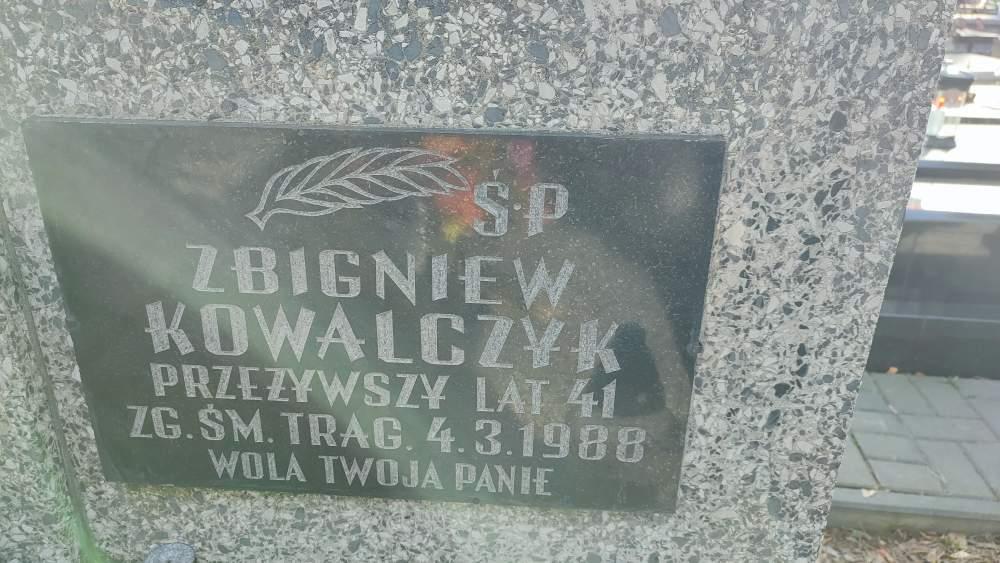 Ś.P
ZBIGNIEW
KOWALCZYK
PRZEŻYWSZY LAT 41
ZG. ŚM. TRAG. 4.3.1988
WOLA TWOJA PANIE